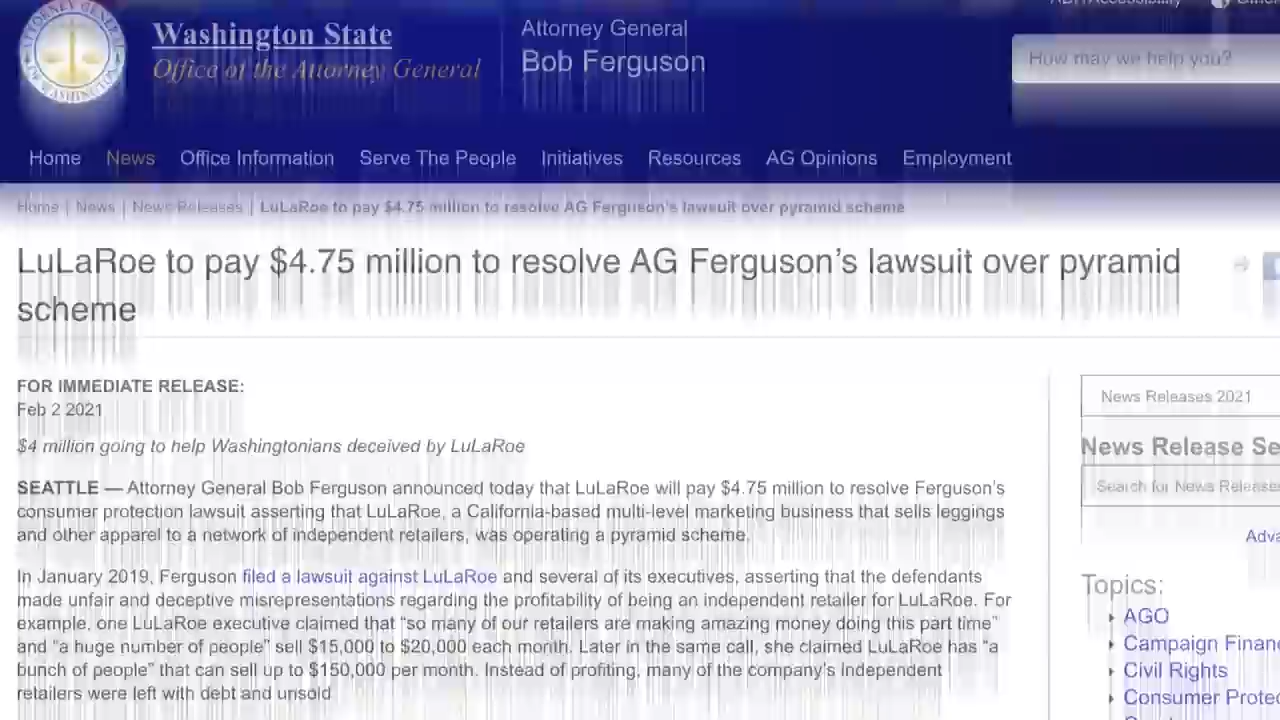 Washington State
Office of the Attorney General
Attorney General
Bob Ferguson
How may we help you?
Home News Office Information Serve The People Initiatives Resources AG Opinions Employment
Home | News | News Releases | LuLaRoe to pay $4.75 million to resolve AG Ferguson's lawsuit over pyramid scheme
LuLaRoe to pay $4.75 million to resolve AG Ferguson's lawsuit over pyramid
scheme
FOR IMMEDIATE RELEASE:
Feb 2 2021
$4 million going to help Washingtonians deceived by LuLaRoe
SEATTLE — Attorney General Bob Ferguson announced today that LuLaRoe will pay $4.75 million to resolve Ferguson's
consumer protection lawsuit asserting that LuLaRoe, a California-based multi-level marketing business that sells leggings
and other apparel to a network of independent retailers, was operating a pyramid scheme.
In January 2019, Ferguson filed a lawsuit against LuLaRoe and several of its executives, asserting that the defendants
made unfair and deceptive misrepresentations regarding the profitability of being an independent retailer for LuLaRoe. For
example, one LuLaRoe executive claimed that “so many of our retailers are making amazing money doing this part time”
and “a huge number of people” sell $15,000 to $20,000 each month. Later in the same call, she claimed LuLaRoe has “a
bunch of people” that can sell up to $150,000 per month. Instead of profiting, many of the company's Independent
retailers were left with debt and unsold
News Releases 2021
News Release Se
Search for News Releases
Adva
Topics:
AGO
Campaign Finan
Civil Rights
Consumer Protec